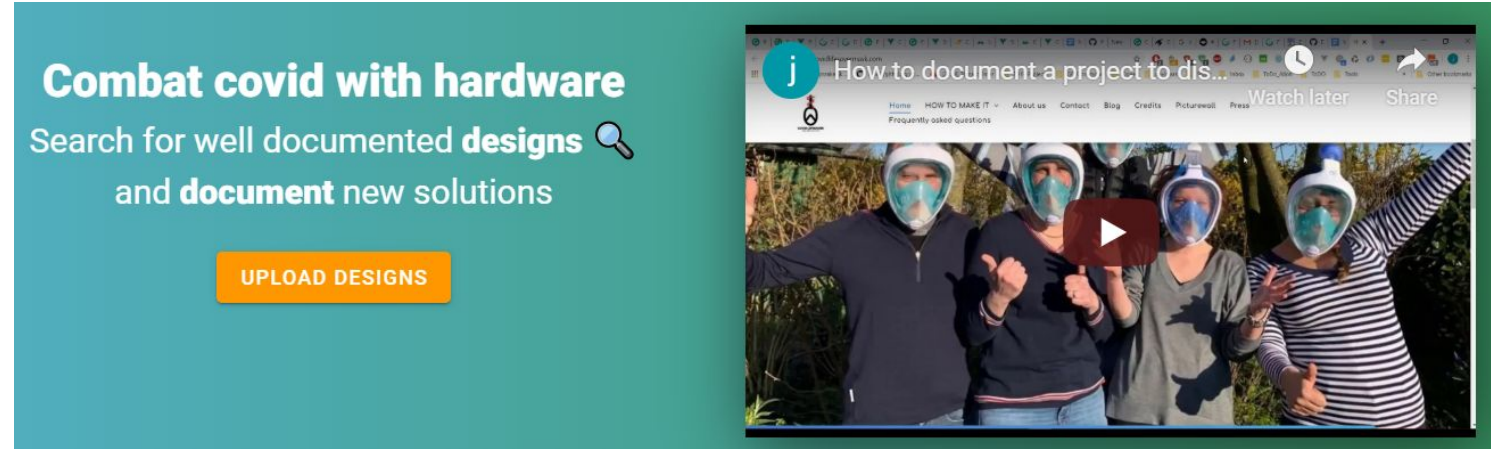 Combat covid with hardware
Search for well documented designs
and document new solutions
UPLOAD DESIGNS
j
How to document a project to dis...
Watch later
Share
Home HOW TO MAKE IT About us Contact Blog Credits Picturewall Press
Frequently asked questions
Other bookmarks